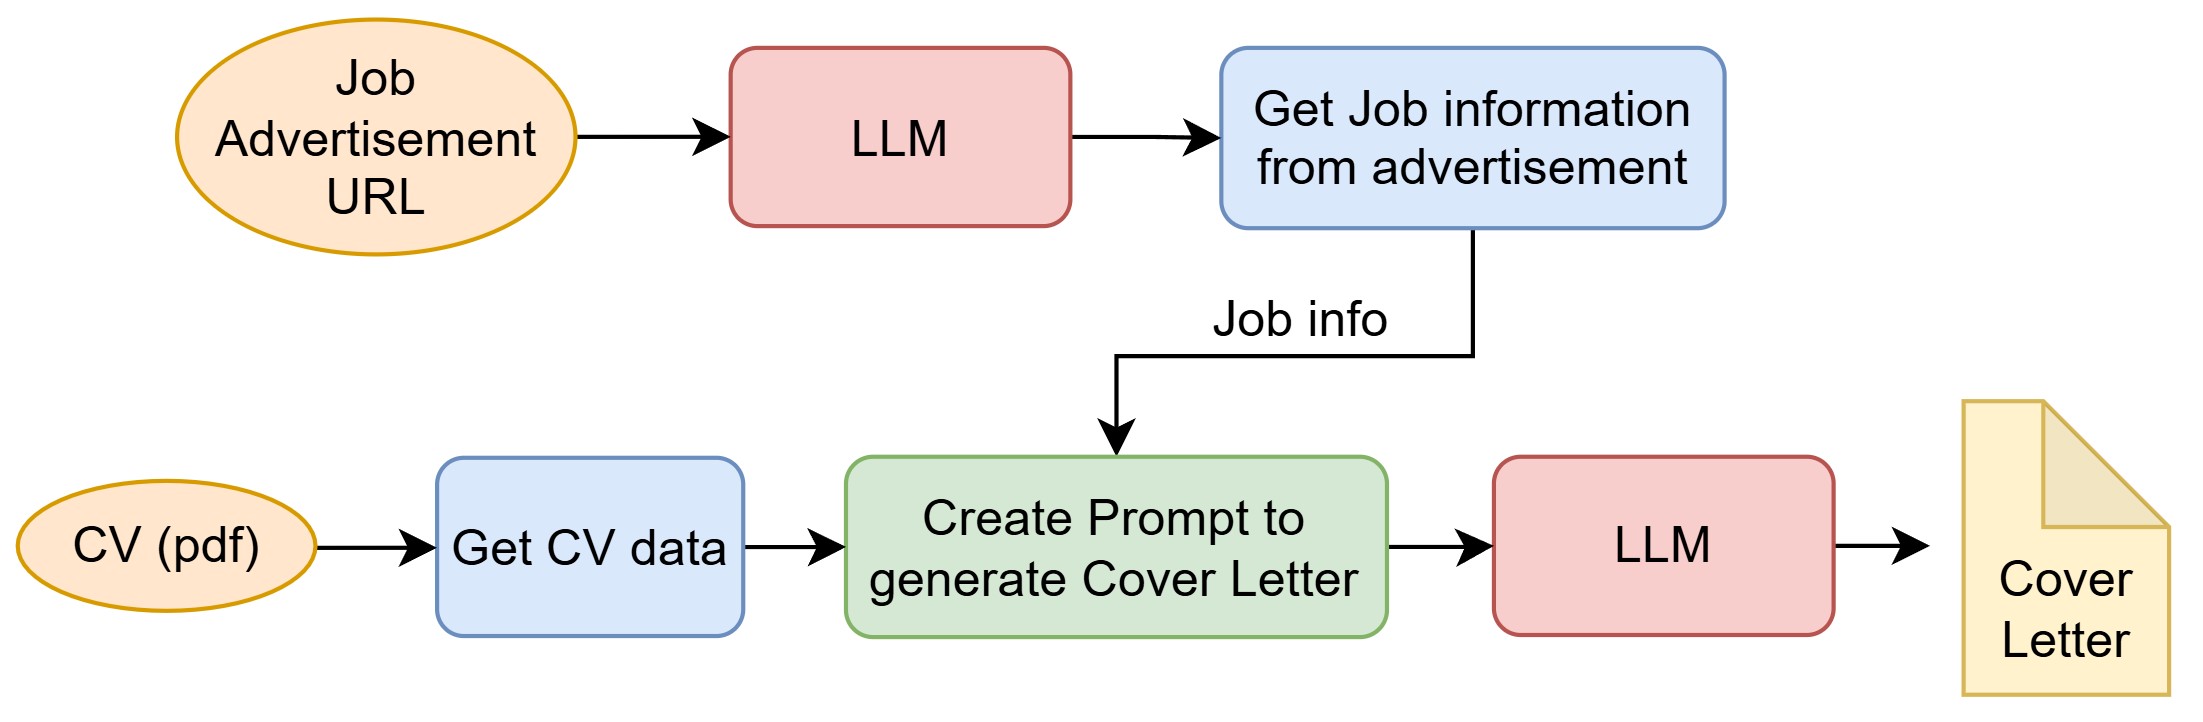 Job
Advertisement
URL
LLM
Get Job information
from advertisement
Job info
CV (pdf)
Get CV data
Create Prompt to
generate Cover Letter
LLM
Cover
Letter